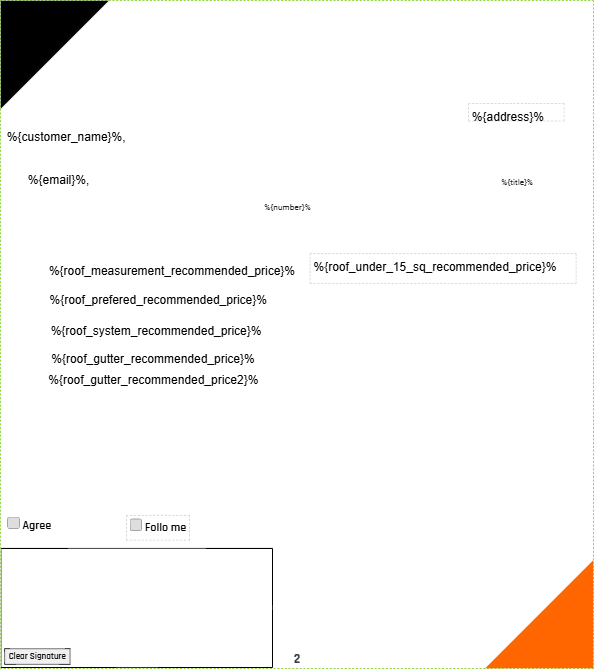 %{address}%
%{customer_name}%,
%{email}%,
%{title}%
%{number}%
%{roof_measurement_recommended_price}%
%{roof_under_15_sq_recommended_price}%
%{roof_prefered_recommended_price}%
%{roof_system_recommended_price}%
%{roof_gutter_recommended_price}%
%{roof_gutter_recommended_price2}%
Agree
Follo me
Clear Signature
2